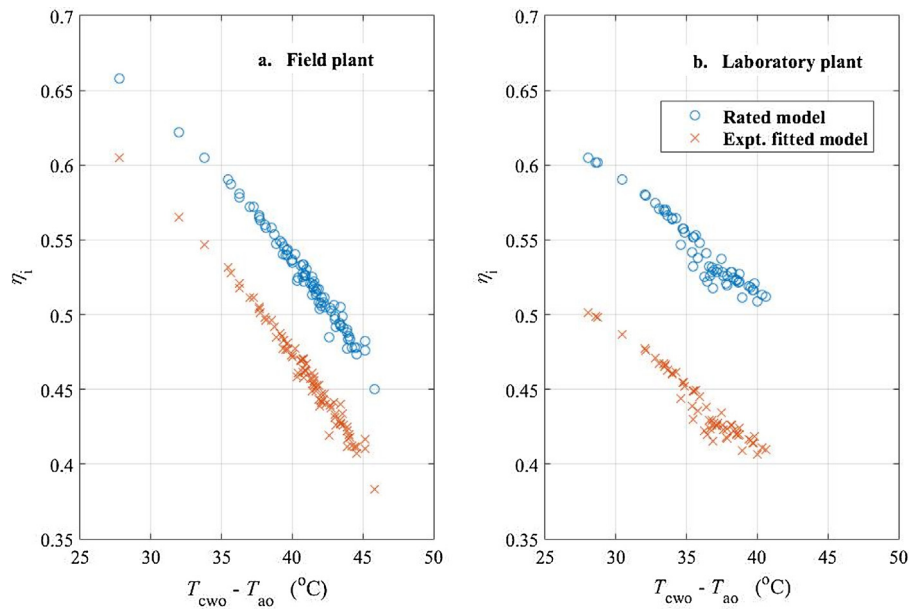 0.7
0.65
0.6
0.55
0.5
0.45
0.4
0.35
ηi
a. Field plant
25 30 35 40 45 50
Tcwo - Tao (oC)
0.7
0.65
0.6
0.55
0.5
0.45
0.4
0.35
ηi
b. Laboratory plant
Rated model
Expt. fitted model
25 30 35 40 45 50
Tcwo - Tao (oC)